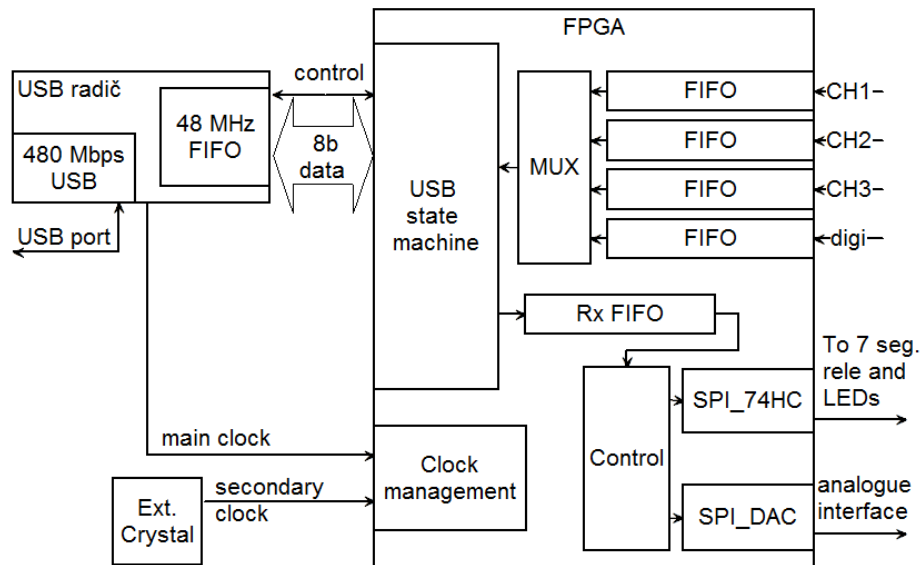 FPGA
USB radič
48 MHz
FIFO
480 Mbps
USB
USB port
control
8b
data
USB
state
machine
MUX
FIFO
FIFO
FIFO
FIFO
CH1
CH2
CH3
digi
Rx FIFO
Control
SPI_74HC
SPI_DAC
To 7 seg.
rele and
LEDs
analogue
interface
main clock
secondary
clock
Clock
management
Ext.
Crystal